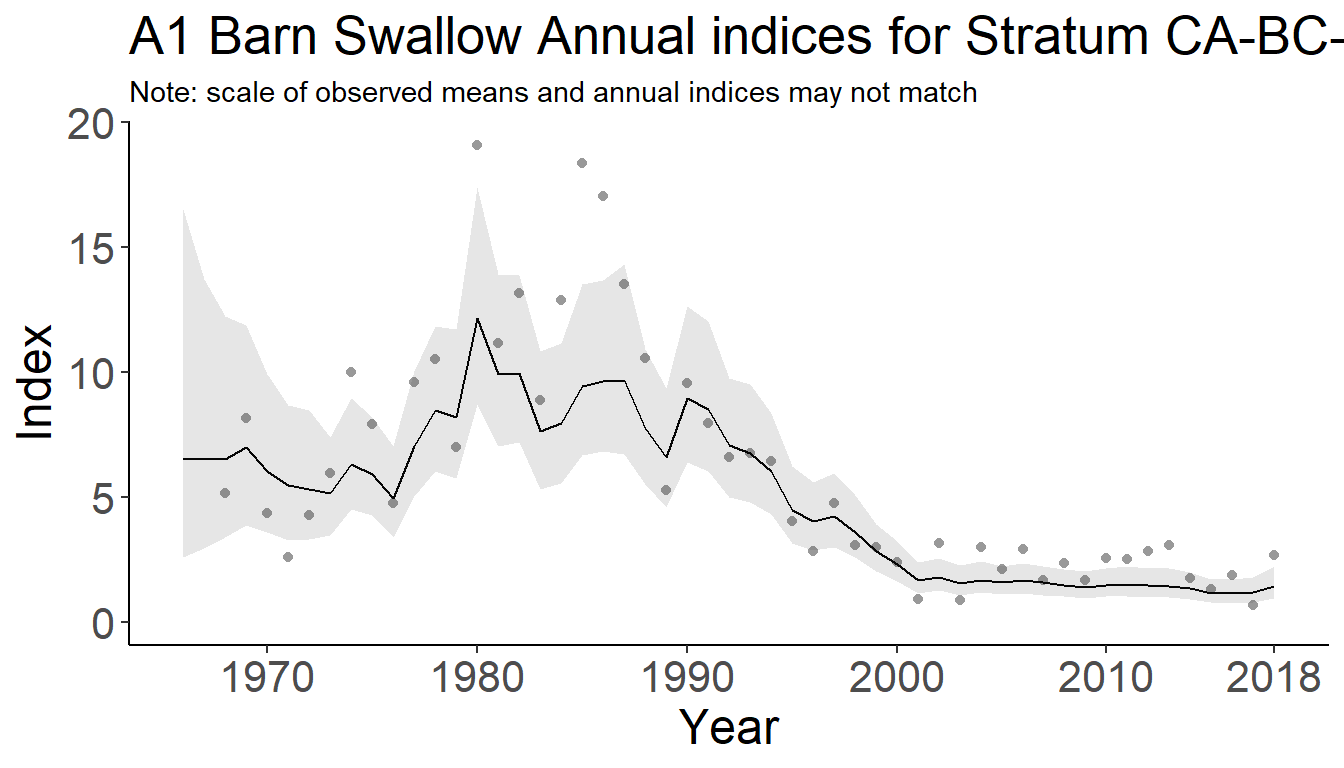 A1 Barn Swallow Annual indices for Stratum CA-BC-
Note: scale of observed means and annual indices may not match
20
15
10
5
0
Index
1970 1980 1990 2000 2010 2018
Year